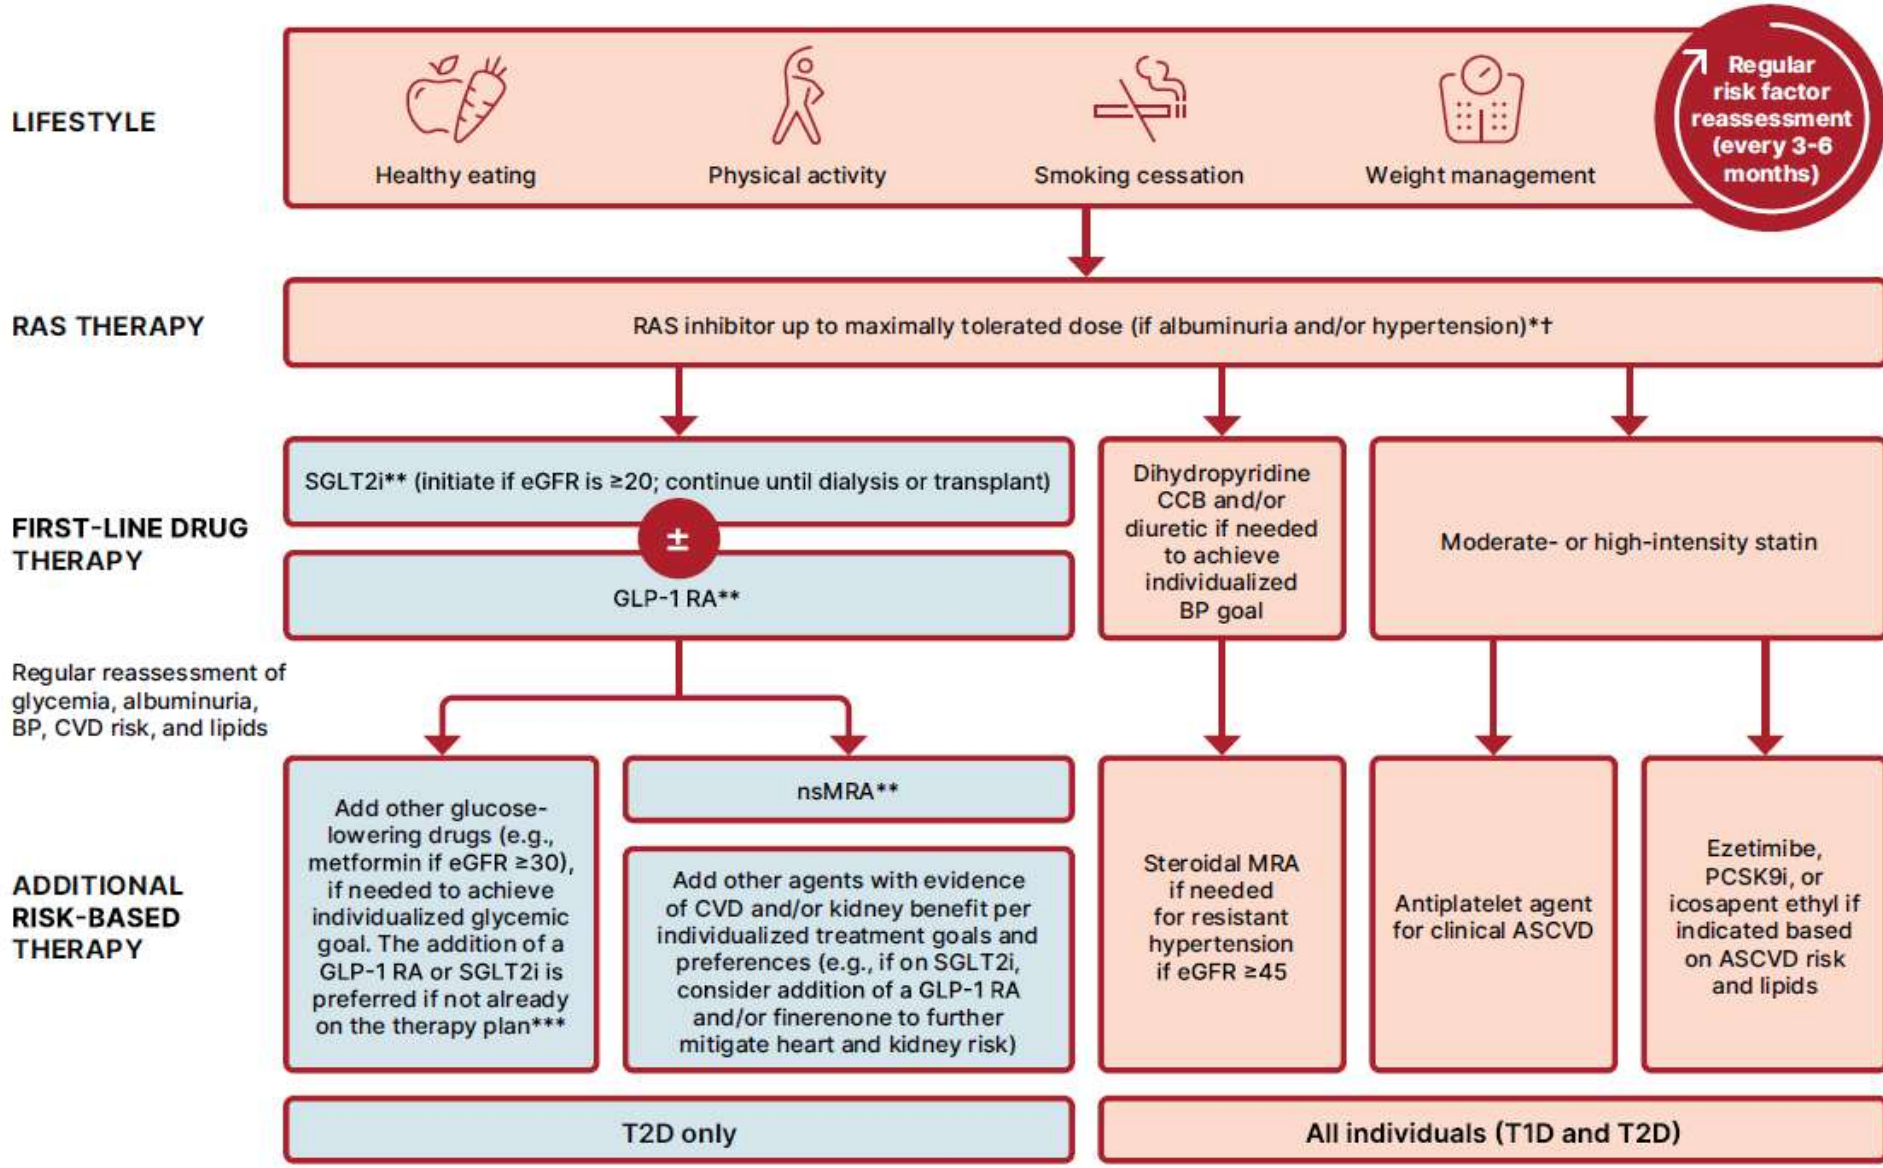 LIFESTYLE
Healthy eating
Physical activity
Smoking cessation
Weight management
Regular
risk factor
reassessment
(every 3-6
months)
RAS THERAPY
RAS inhibitor up to maximally tolerated dose (if albuminuria and/or hypertension)*†
FIRST-LINE DRUG
THERAPY
SGLT2i** (initiate if eGFR is ≥20; continue until dialysis or transplant)
±
GLP-1 RA**
Dihydropyridine
CCB and/or
diuretic if needed
to achieve
individualized
BP goal
Moderate- or high-intensity statin
Regular reassessment of
glycemia, albuminuria,
BP, CVD risk, and lipids
ADDITIONAL
RISK-BASED
THERAPY
Add other glucose-
lowering drugs (e.g.,
metformin if eGFR ≥30),
if needed to achieve
individualized glycemic
goal. The addition of a
GLP-1 RA or SGLT2i is
preferred if not already
on the therapy plan***
nsMRA**
Add other agents with evidence
of CVD and/or kidney benefit per
individualized treatment goals and
preferences (e.g., if on SGLT2i,
consider addition of a GLP-1 RA
and/or finerenone to further
mitigate heart and kidney risk)
Steroidal MRA
if needed
for resistant
hypertension
if eGFR ≥45
Antiplatelet agent
for clinical ASCVD
Ezetimibe,
PCSK9i, or
icosapent ethyl if
indicated based
on ASCVD risk
and lipids
T2D only
All individuals (T1D and T2D)